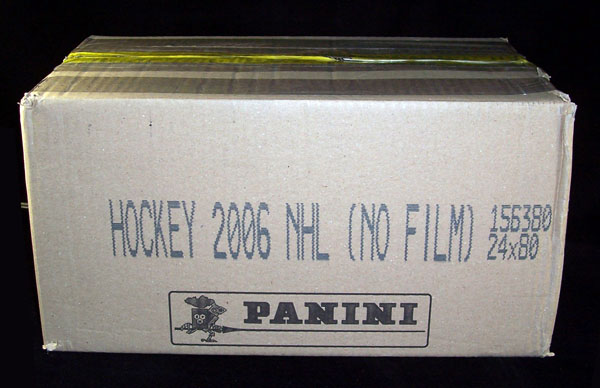 HOCKEY 2006 NHL (NO FILM) 156380
24x80
PANINI